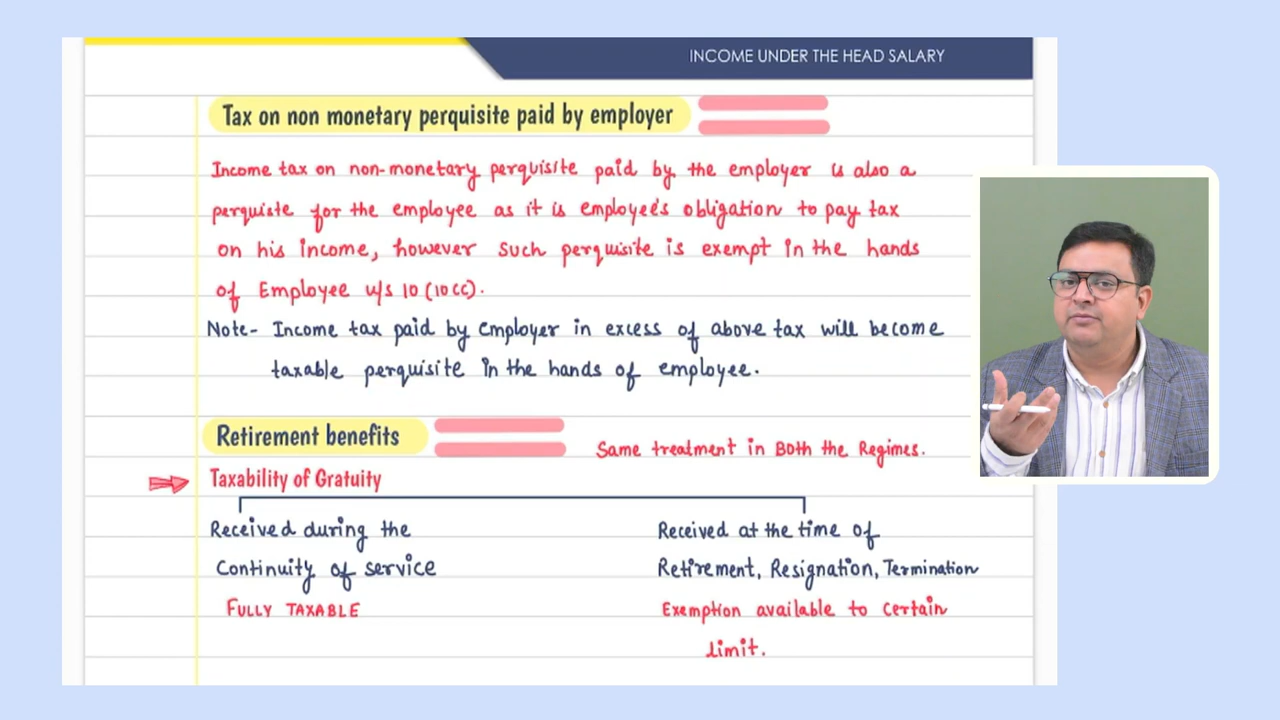 INCOME UNDER THE HEAD SALARY
Tax on non monetary perquisite paid by employer
Income tax on non-monetary perquisite paid by the employer is also a
perquiste for the employee as it is employee's obligation to pay tax
on his income, however such perquisite is exempt in the hands
of Employee u/s 10 (10CC).
Note- Income tax paid by Employer in excess of above tax will become
taxable perquisite in the hands of employee.
Retirement benefits
Same treatment in Both the Regimes.
Taxability of Gratuity
Received during the
Continuity of service
FULLY TAXABLE
Received at the time of
Retirement, Resignation, Termination
Exemption available to certain
limit.